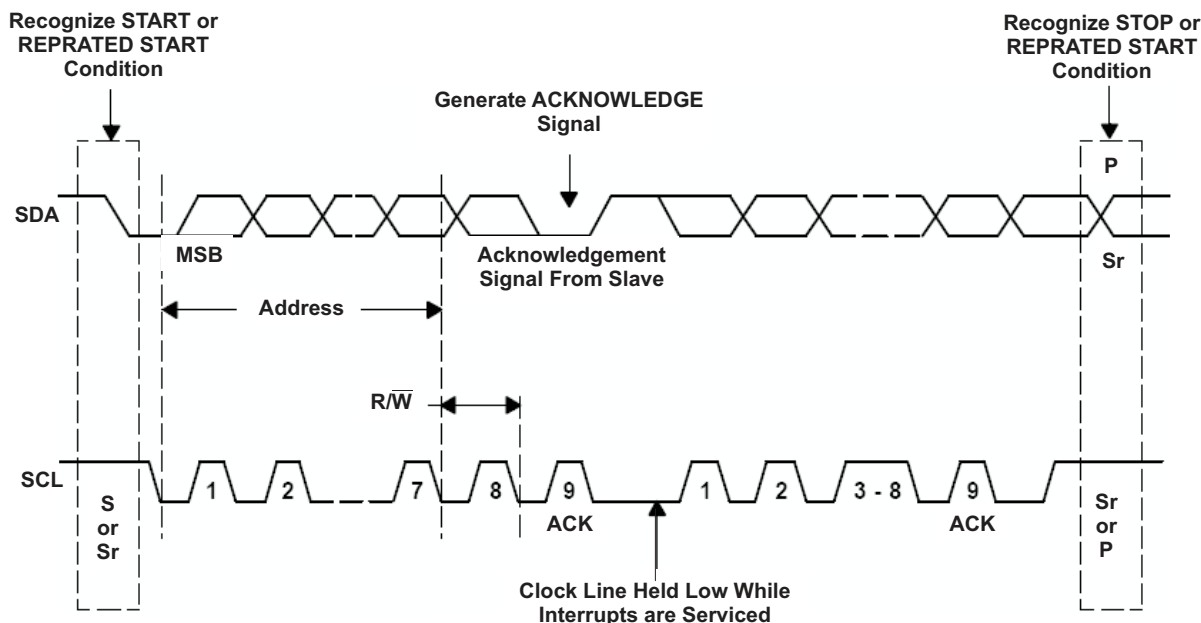 Recognize START or
REPRATED START
Condition
Recognize STOP or
REPRATED START
Condition
Generate ACKNOWLEDGE
Signal
P
SDA
MSB
Acknowledgement
Signal From Slave
Sr
Address
R/W̅
SCL
1
2
7
8
9
1
2
3 - 8
9
S
or
Sr
ACK
ACK
Sr
or
P
Clock Line Held Low While
Interrupts are Serviced